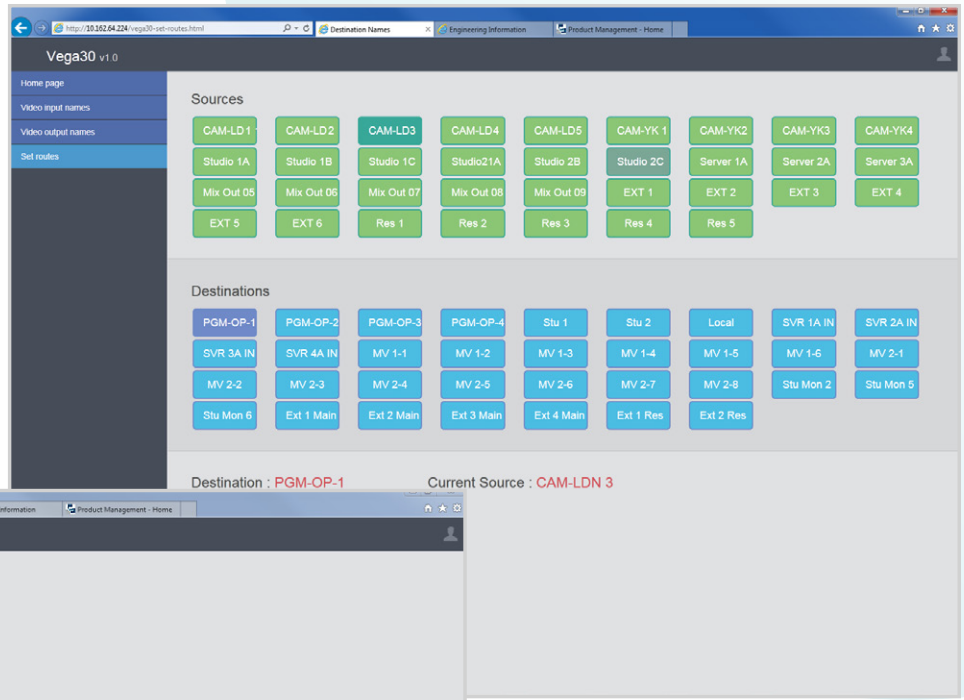 http://10.162.64.224/vega30-set-routes.html Destination Names Engineering Information Product Management - Home
Vega30 v1.0
Home page
Video input names
Video output names
Set routes
Sources
CAM-LD1 CAM-LD2 CAM-LD3 CAM-LD4 CAM-LD5 CAM-YK 1 CAM-YK2 CAM-YK3 CAM-YK4
Studio 1A Studio 1B Studio 1C Studio21A Studio 2B Studio 2C Server 1A Server 2A Server 3A
Mix Out 05 Mix Out 06 Mix Out 07 Mix Out 08 Mix Out 09 EXT 1 EXT 2 EXT 3 EXT 4
EXT 5 EXT 6 Res 1 Res 2 Res 3 Res 4 Res 5
Destinations
PGM-OP-1 PGM-OP-2 PGM-OP-3 PGM-OP-4 Stu 1 Stu 2 Local SVR 1A IN SVR 2A IN
SVR 3A IN SVR 4A IN MV 1-1 MV 1-2 MV 1-3 MV 1-4 MV 1-5 MV 1-6 MV 2-1
MV 2-2 MV 2-3 MV 2-4 MV 2-5 MV 2-6 MV 2-7 MV 2-8 Stu Mon 2 Stu Mon 5
Stu Mon 6 Ext 1 Main Ext 2 Main Ext 3 Main Ext 4 Main Ext 1 Res Ext 2 Res
Destination : PGM-OP-1 Current Source : CAM-LDN 3
nformation Product Management - Home